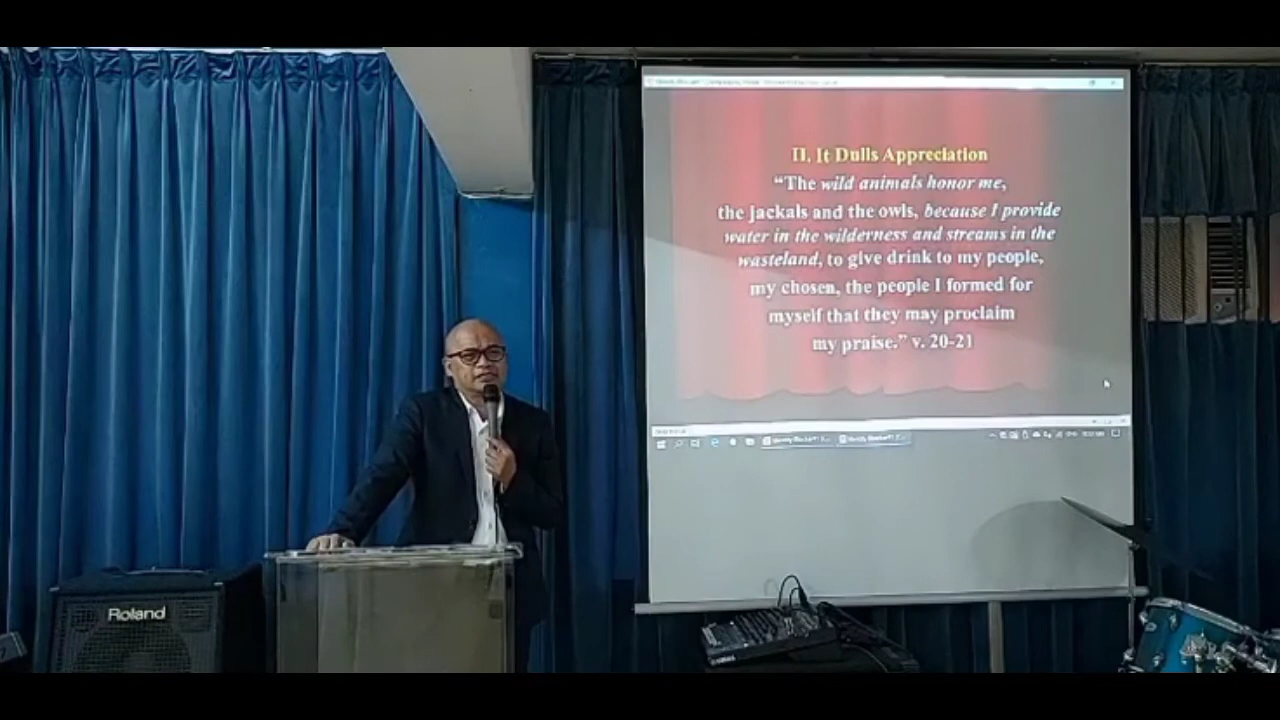 II. It Dulls Appreciation
“The wild animals honor me,
the jackals and the owls, because I provide
water in the wilderness and streams in the
wasteland, to give drink to my people,
my chosen, the people I formed for
myself that they may proclaim
my praise.” v. 20-21
Roland